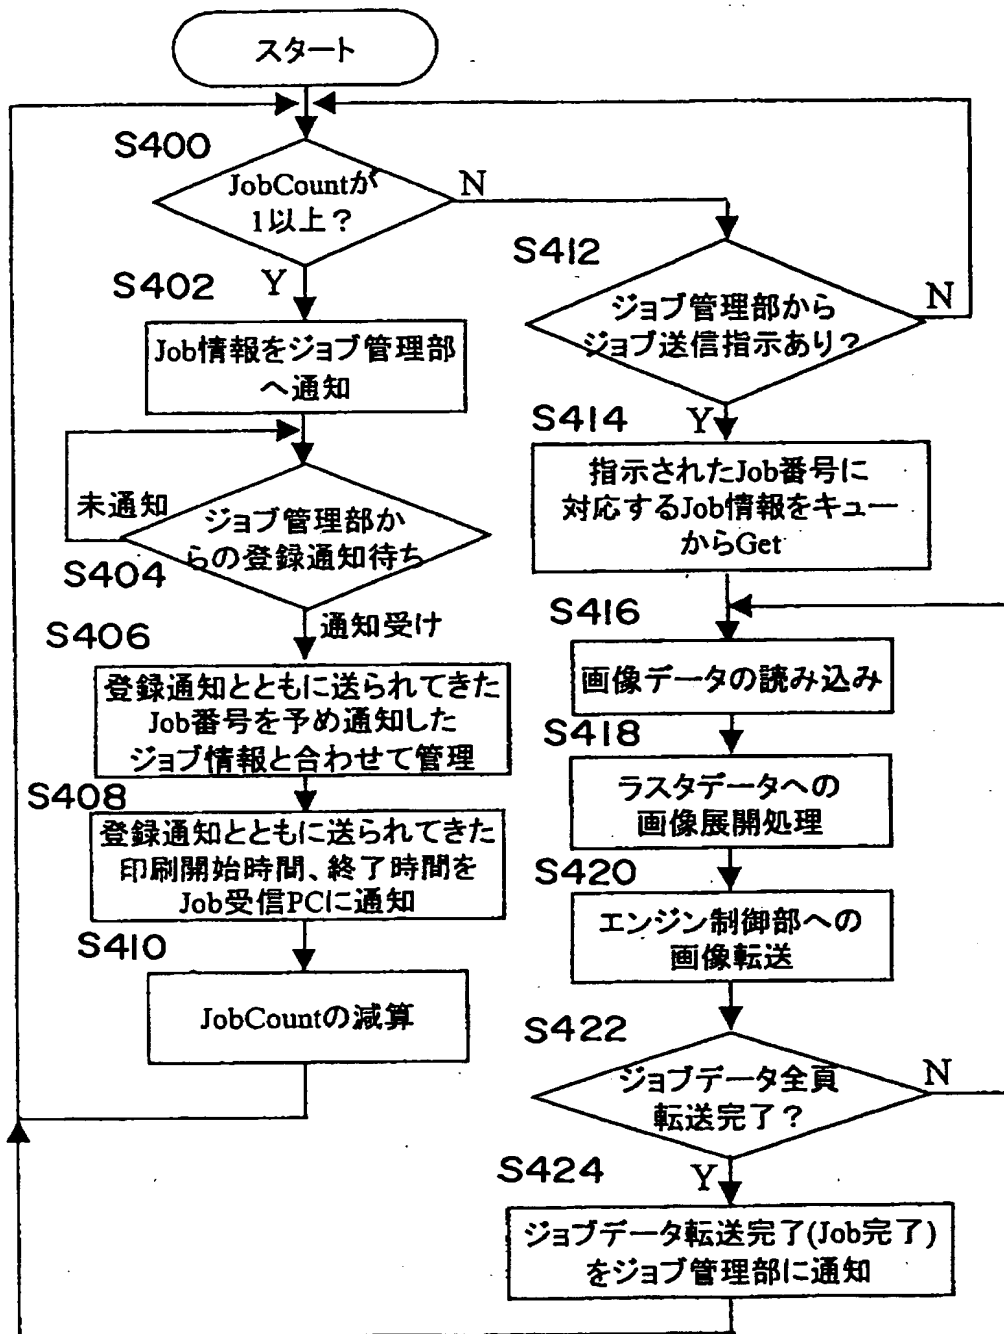 スタート
S400
JobCountが
1以上？
N
Y
S402
Job情報をジョブ管理部
へ通知
未通知
ジョブ管理部か
らの登録通知待ち
S404
通知受け
S406
登録通知とともに送られてきた
Job番号を予め通知した
ジョブ情報と合わせて管理
S408
登録通知とともに送られてきた
印刷開始時間、終了時間を
Job受信PCに通知
S410
JobCountの減算
S412
ジョブ管理部から
ジョブ送信指示あり？
N
Y
S414
指示されたJob番号に
対応するJob情報をキュー
からGet
S416
画像データの読み込み
S418
ラスタデータへの
画像展開処理
S420
エンジン制御部への
画像転送
S422
ジョブデータ全頁
転送完了？
N
Y
S424
ジョブデータ転送完了(Job完了)
をジョブ管理部に通知